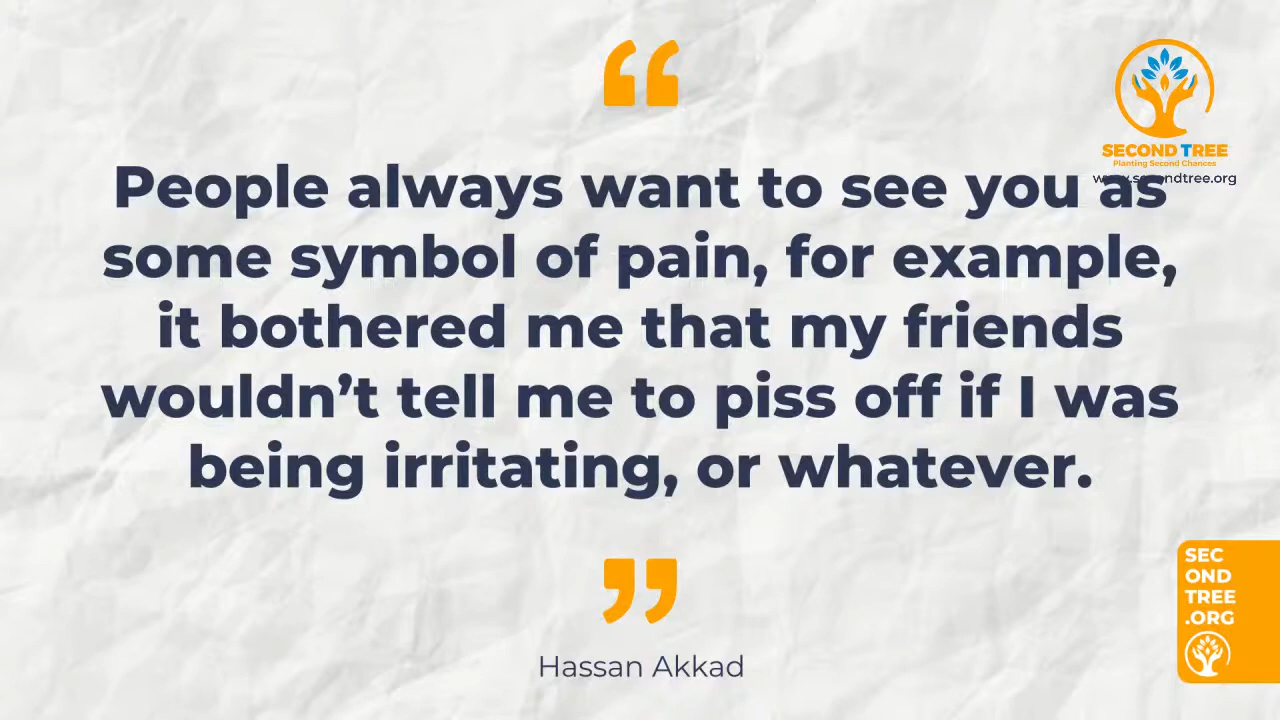 “
SECOND TREE
Planting Second Chances
www.secondtree.org
People always want to see you as
some symbol of pain, for example,
it bothered me that my friends
wouldn’t tell me to piss off if I was
being irritating, or whatever.
”
Hassan Akkad
SEC
OND
TREE
.ORG